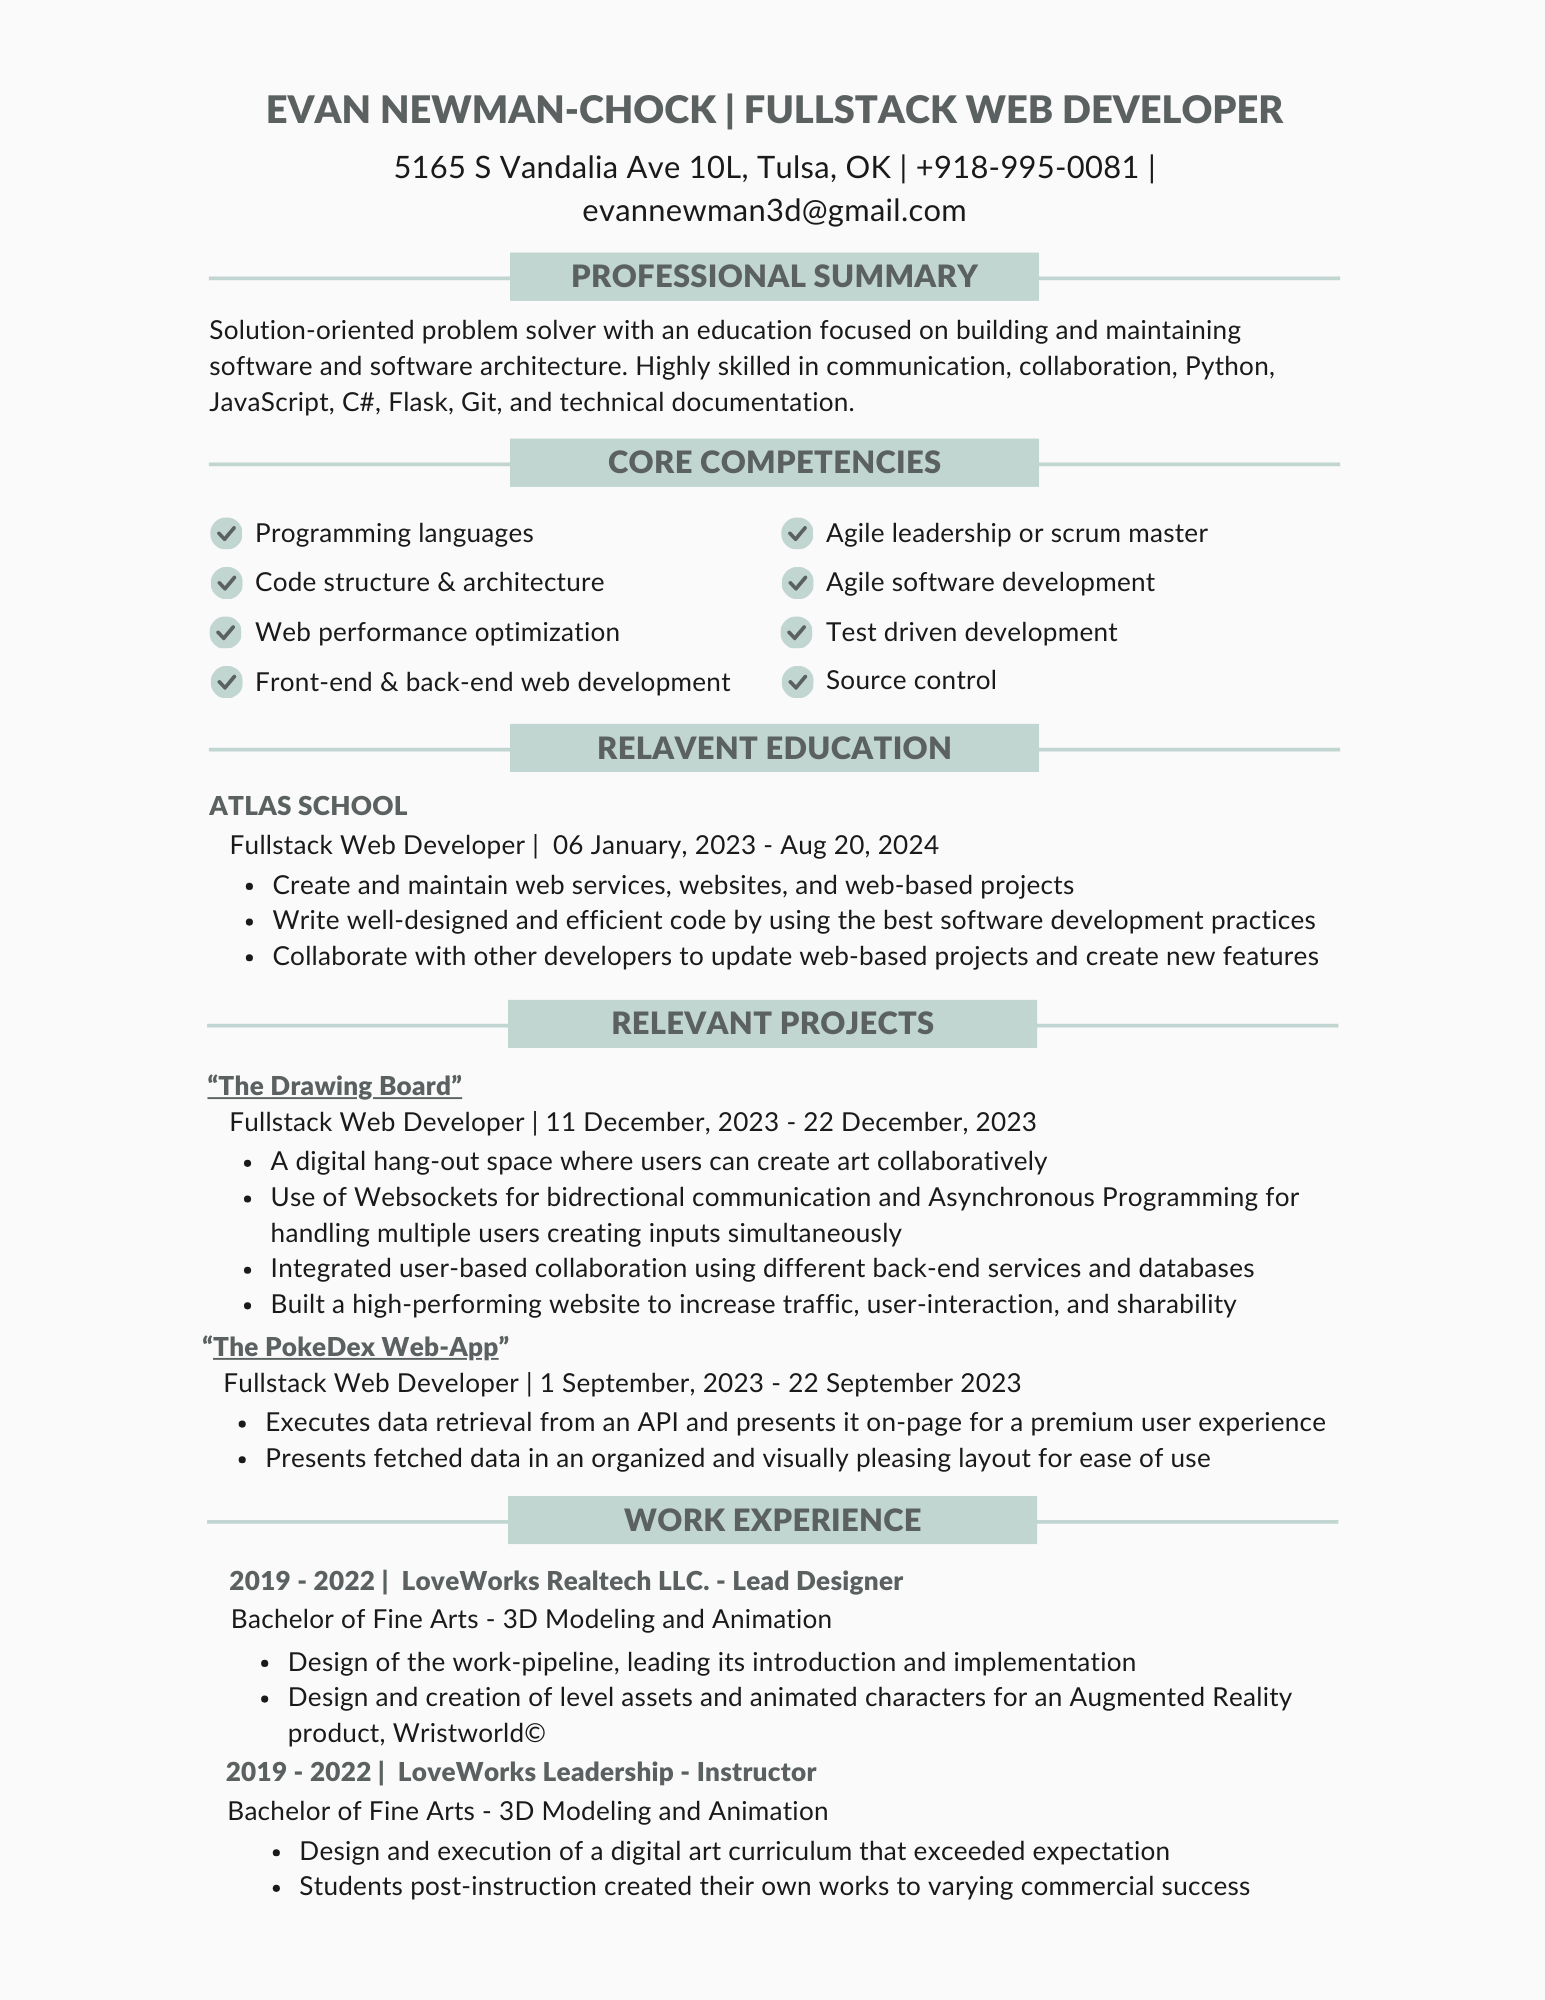 EVAN NEWMAN-CHOCK | FULLSTACK WEB DEVELOPER
5165 S Vandalia Ave 10L, Tulsa, OK | +918-995-0081 |
evannewman3d@gmail.com
PROFESSIONAL SUMMARY
Solution-oriented problem solver with an education focused on building and maintaining
software and software architecture. Highly skilled in communication, collaboration, Python,
JavaScript, C#, Flask, Git, and technical documentation.
CORE COMPETENCIES
Programming languages
Code structure & architecture
Web performance optimization
Front-end & back-end web development
Agile leadership or scrum master
Agile software development
Test driven development
Source control
RELAVENT EDUCATION
ATLAS SCHOOL
Fullstack Web Developer | 06 January, 2023 - Aug 20, 2024
• Create and maintain web services, websites, and web-based projects
• Write well-designed and efficient code by using the best software development practices
• Collaborate with other developers to update web-based projects and create new features
RELEVANT PROJECTS
“The Drawing Board”
Fullstack Web Developer | 11 December, 2023 - 22 December, 2023
• A digital hang-out space where users can create art collaboratively
• Use of Websockets for bidrectional communication and Asynchronous Programming for
handling multiple users creating inputs simultaneously
• Integrated user-based collaboration using different back-end services and databases
• Built a high-performing website to increase traffic, user-interaction, and sharability
“The PokeDex Web-App”
Fullstack Web Developer | 1 September, 2023 - 22 September 2023
• Executes data retrieval from an API and presents it on-page for a premium user experience
• Presents fetched data in an organized and visually pleasing layout for ease of use
WORK EXPERIENCE
2019 - 2022 | LoveWorks Realtech LLC. - Lead Designer
Bachelor of Fine Arts - 3D Modeling and Animation
• Design of the work-pipeline, leading its introduction and implementation
• Design and creation of level assets and animated characters for an Augmented Reality
product, Wristworld©
2019 - 2022 | LoveWorks Leadership - Instructor
Bachelor of Fine Arts - 3D Modeling and Animation
• Design and execution of a digital art curriculum that exceeded expectation
• Students post-instruction created their own works to varying commercial success